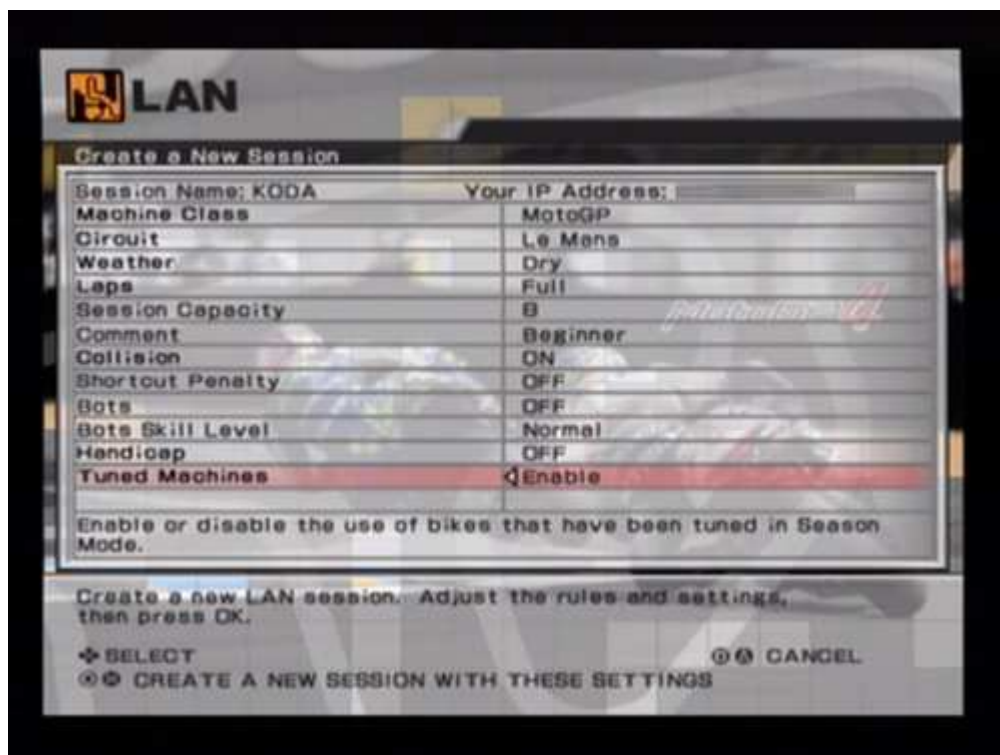 LAN
Create a New Session
Session Name: KODA Your IP Address:
Machine Class MotoGP
Circuit Le Mans
Weather Dry
Laps Full
Session Capacity 8
Comment Beginner
Collision ON
Shortcut Penalty OFF
Bots OFF
Bots Skill Level Normal
Handicap OFF
Tuned Machines Enable
Enable or disable the use of bikes that have been tuned in Season
Mode.
Create a new LAN session. Adjust the rules and settings,
then press OK.
SELECT CANCEL
CREATE A NEW SESSION WITH THESE SETTINGS